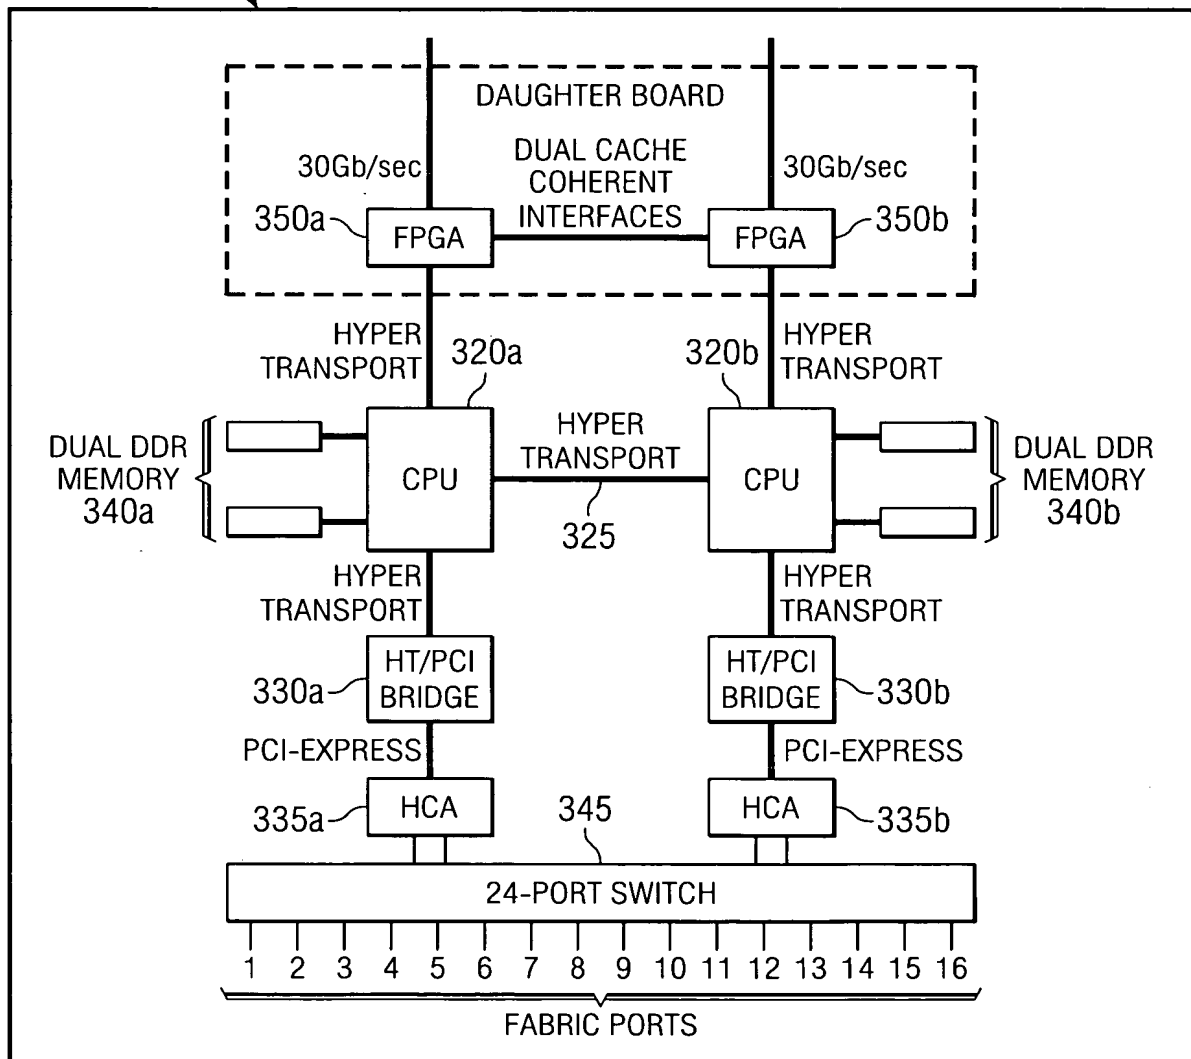 DAUGHTER BOARD
30Gb/sec
DUAL CACHE
COHERENT
INTERFACES
30Gb/sec
350a
FPGA
FPGA
350b
HYPER
TRANSPORT
320a
320b
HYPER
TRANSPORT
DUAL DDR
MEMORY
340a
CPU
HYPER
TRANSPORT
325
CPU
DUAL DDR
MEMORY
340b
HYPER
TRANSPORT
HYPER
TRANSPORT
330a
HT/PCI
BRIDGE
HT/PCI
BRIDGE
330b
PCI-EXPRESS
PCI-EXPRESS
335a
HCA
345
HCA
335b
24-PORT SWITCH
1 2 3 4 5 6 7 8 9 10 11 12 13 14 15 16
FABRIC PORTS